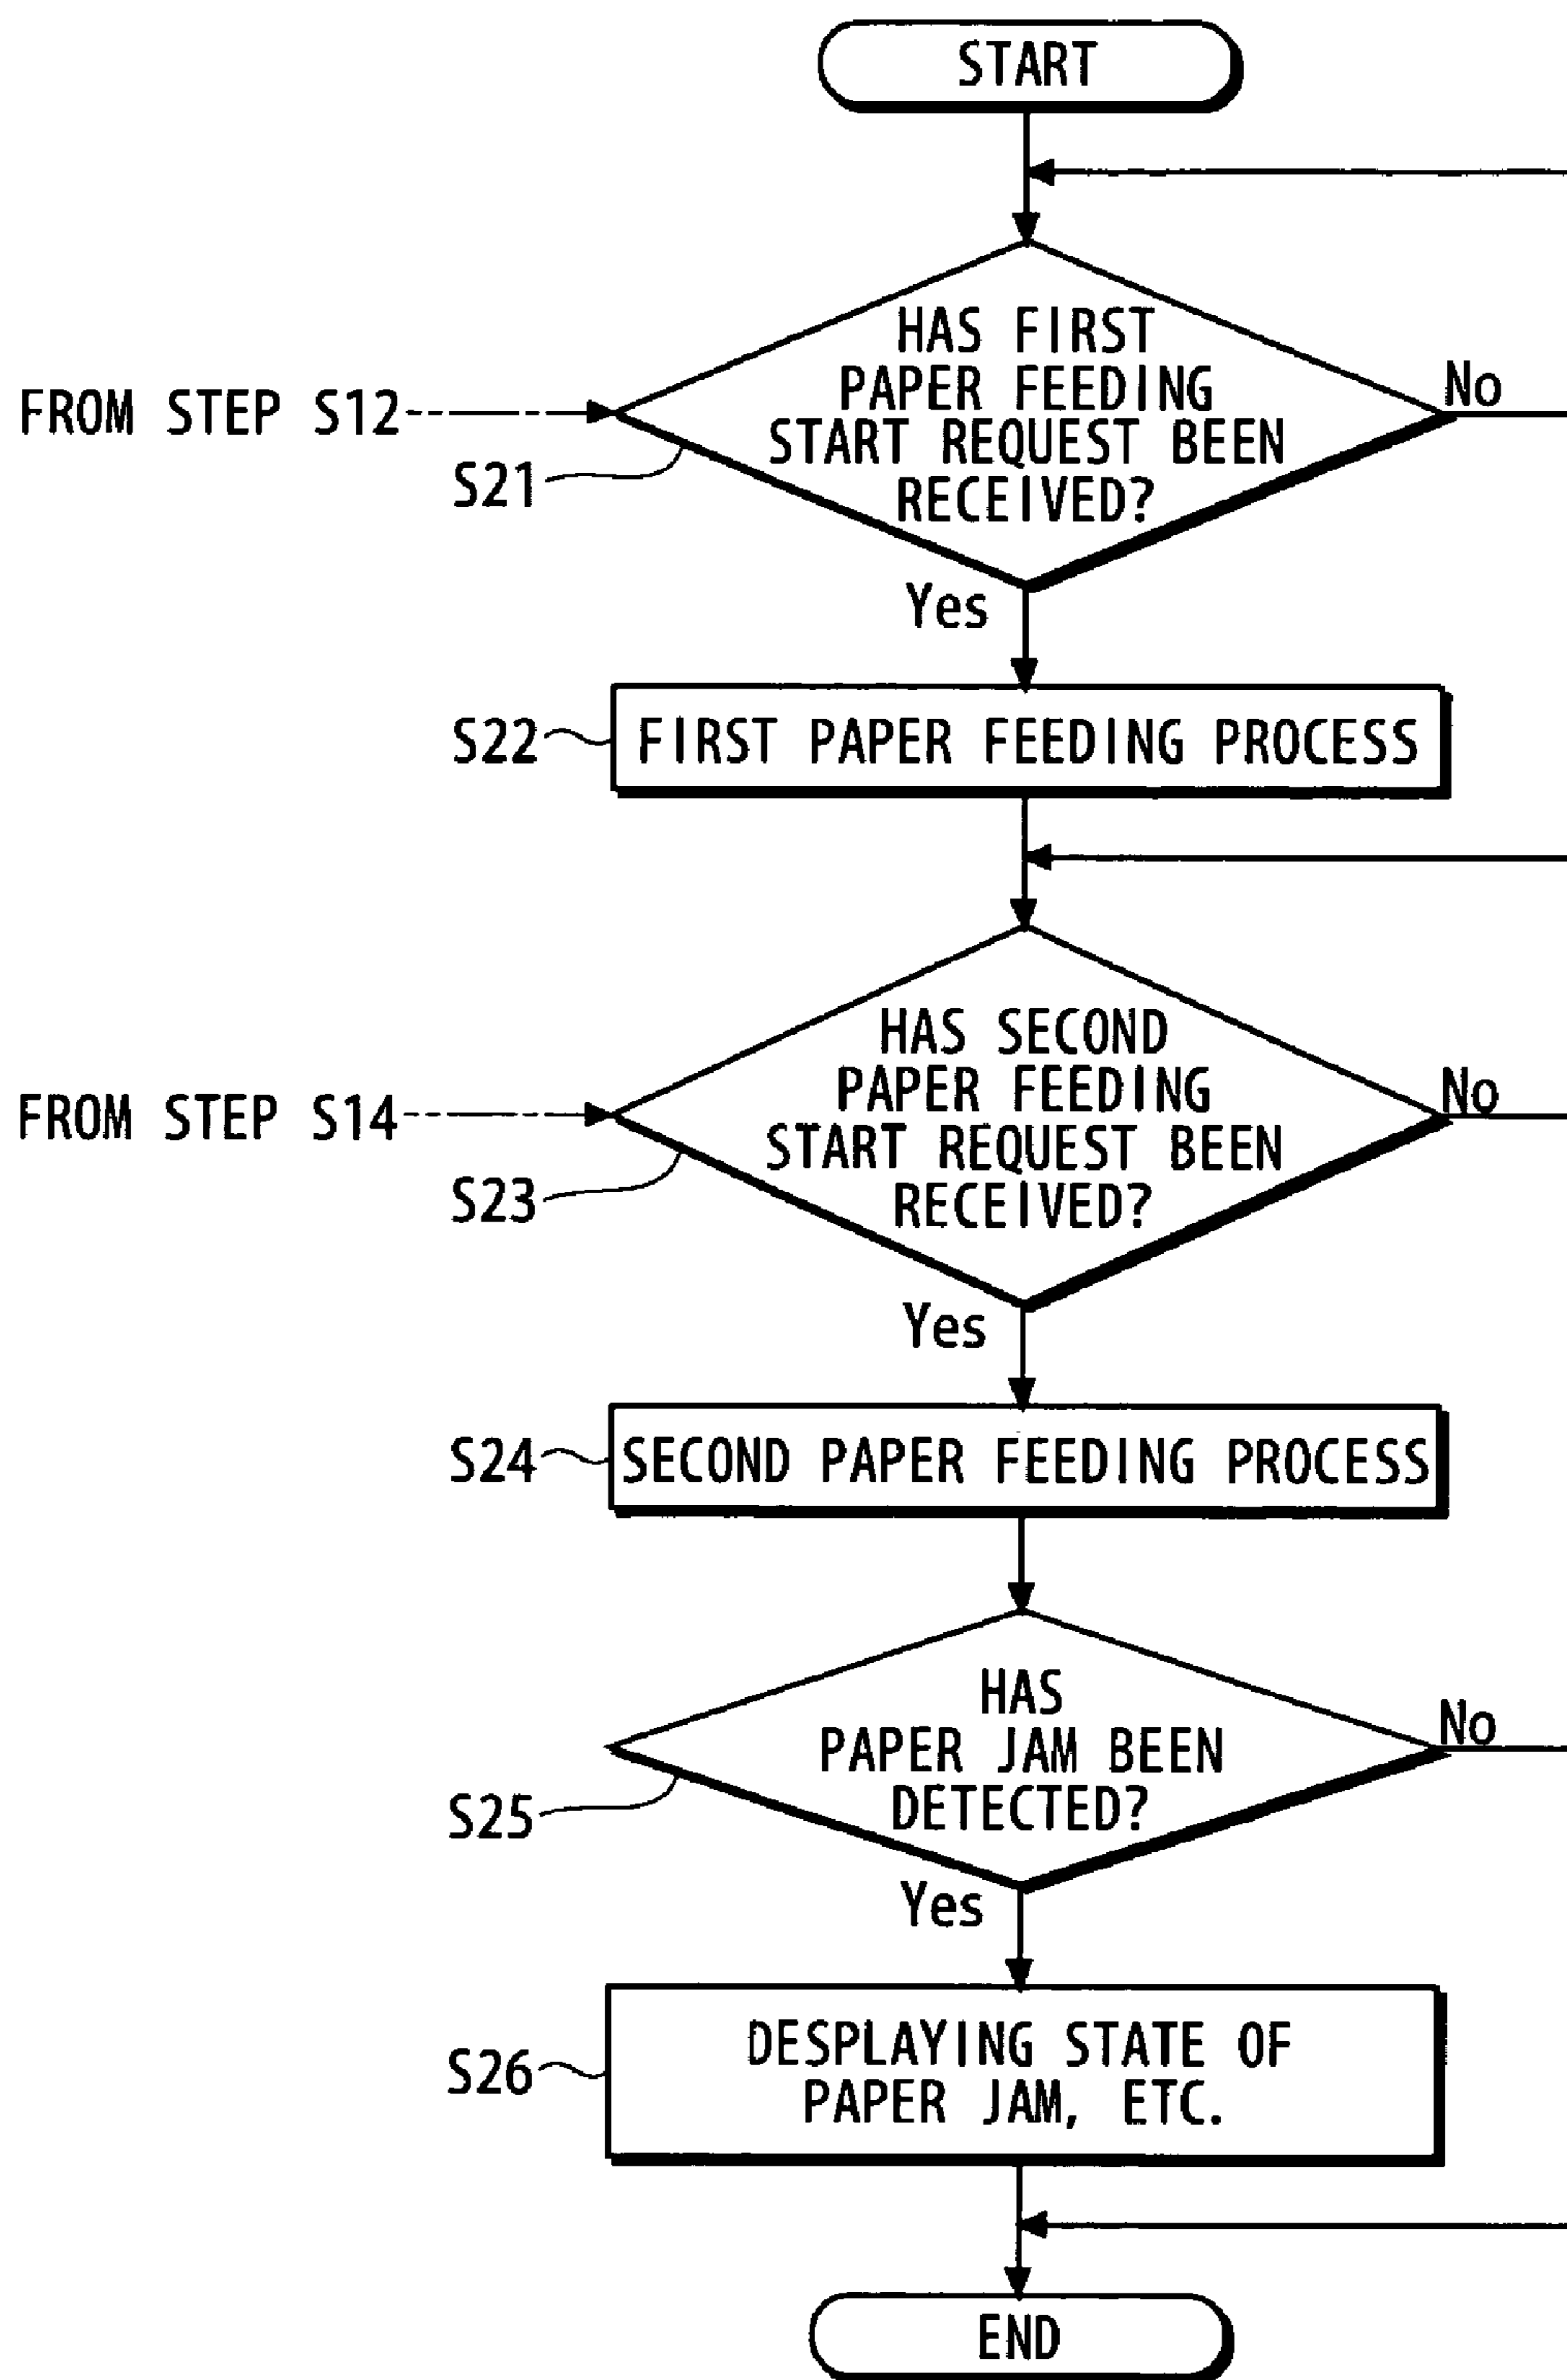 START
HAS FIRST
PAPER FEEDING
START REQUEST BEEN
RECEIVED?
No
FROM STEP S12
S21
Yes
S22
FIRST PAPER FEEDING PROCESS
HAS SECOND
PAPER FEEDING
START REQUEST BEEN
RECEIVED?
No
FROM STEP S14
S23
Yes
S24
SECOND PAPER FEEDING PROCESS
HAS
PAPER JAM BEEN
DETECTED?
No
S25
Yes
S26
DESPLAYING STATE OF
PAPER JAM, ETC.
END